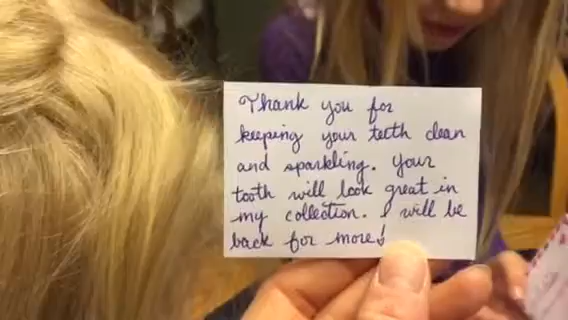 Thank you for
keeping your teeth clean
and sparkling. Your
tooth will look great in
my collection. I will be
back for more!